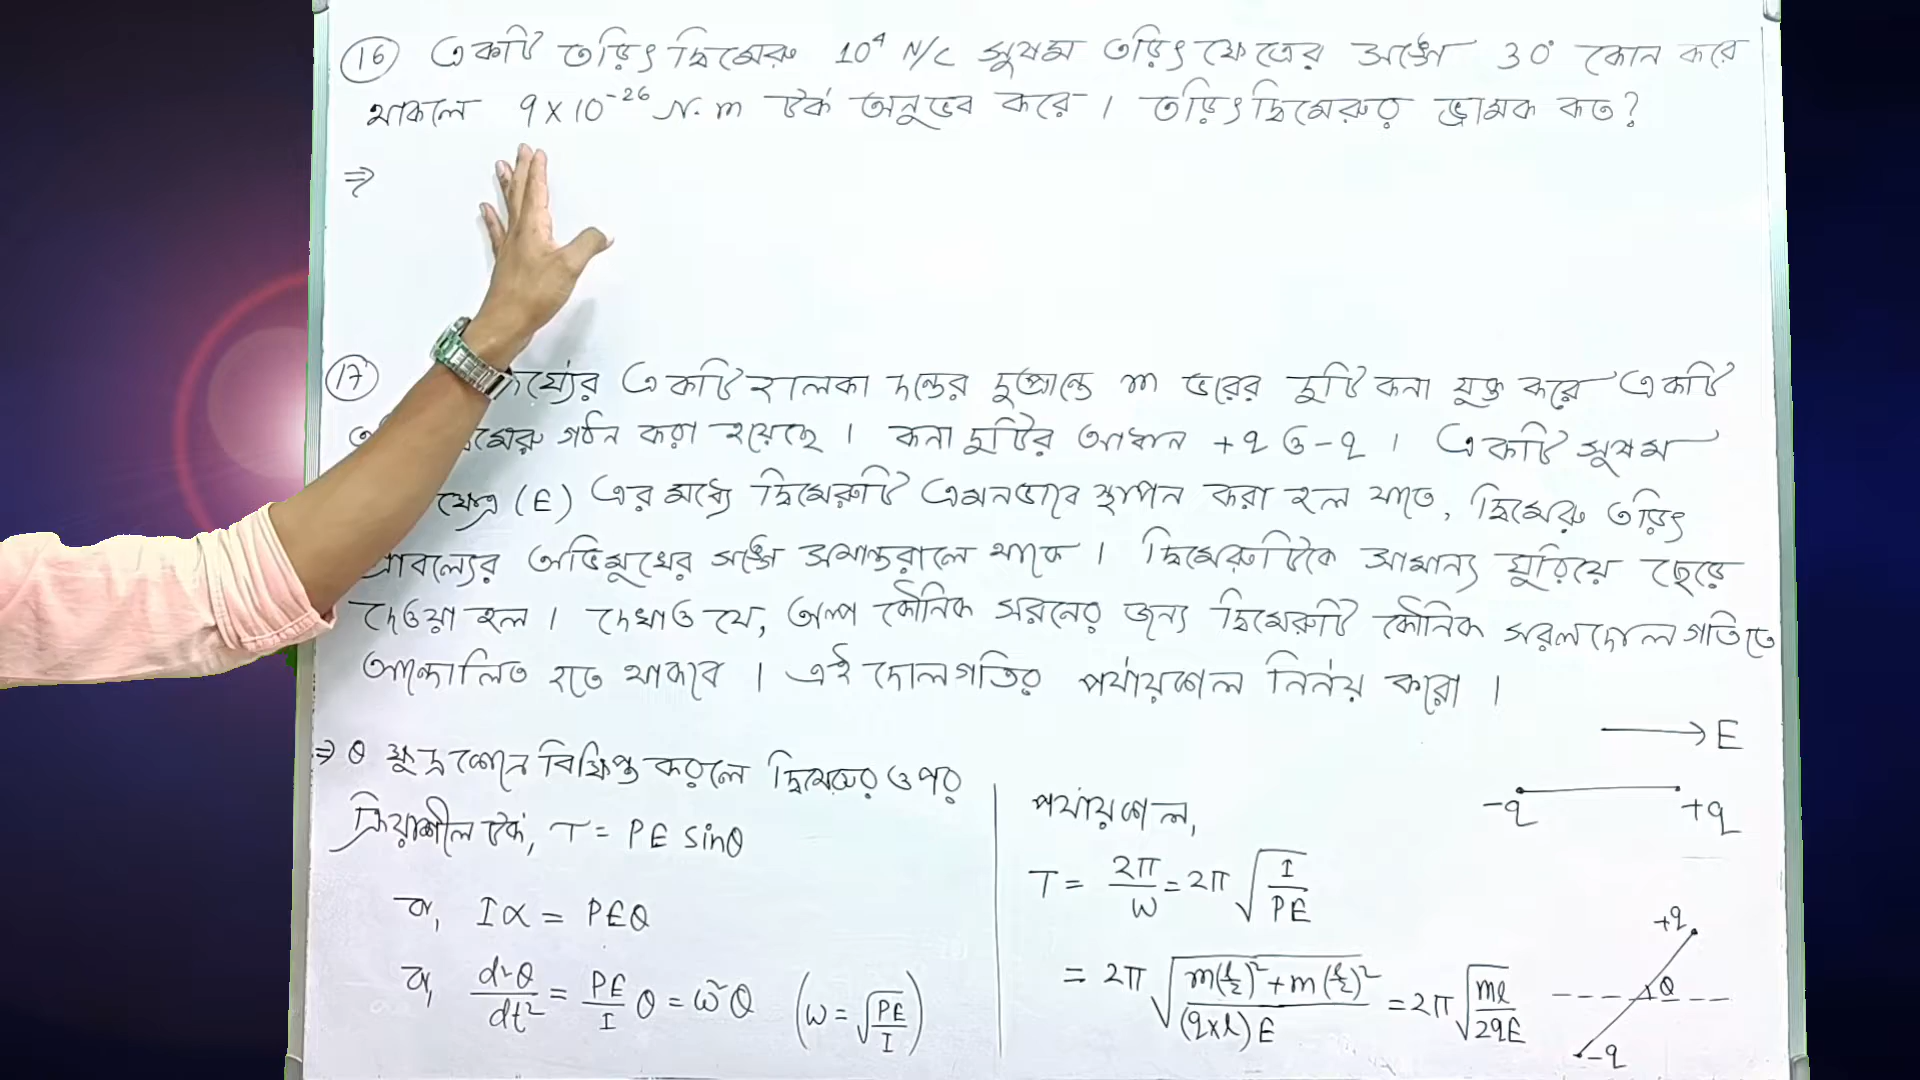 (16) একটি তড়িৎ দ্বিমেরু 10⁴ N/C সুষম তড়িৎ ক্ষেত্রের সঙ্গে 30° কোন করে
থাকলে 9×10⁻²⁶ N.m টর্ক অনুভব করে । তড়িৎ দ্বিমেরুর ভ্রামক কত?
⇒
(17) র্ঘ্যের একটি হালকা দন্ডের দুপ্রান্তে m ভরের দুটি কনা যুক্ত করে একটি
মেরু গঠন করা হয়েছে । কনা দুটির আধান +q ও -q । একটি সুষম
ক্ষেত্র (E) এর মধ্যে দ্বিমেরুটি এমনভাবে স্থাপন করা হল যাতে, দ্বিমেরু তড়িৎ
প্রাবল্যের অভিমুখের সঙ্গে সমান্তরালে থাকে । দ্বিমেরুটিকে সামান্য ঘুরিয়ে ছেড়ে
দেওয়া হল । দেখাও যে, অল্প কৌনিক সরনের জন্য দ্বিমেরুটি কৌনিক সরলদোলগতিতে
আন্দোলিত হতে থাকবে । এই দোলগতির পর্যায়কাল নির্নয় করো ।
→ E
-q +q
⇒ θ ক্ষুদ্র কোনে বিক্ষিপ্ত করলে দ্বিমেরুর ওপর
ক্রিয়াশীল টর্ক, τ = PE sinθ
বা, Iα = PEθ
বা, d²θ/dt² = PE/I θ = ω²θ (ω = √(PE/I))
পর্যায়কাল,
T = 2π/ω = 2π √(I/PE)
= 2π √((m(l/2)²+m(l/2)²)/((q×l)E)) = 2π √(ml/2qE)
+q
θ
-q